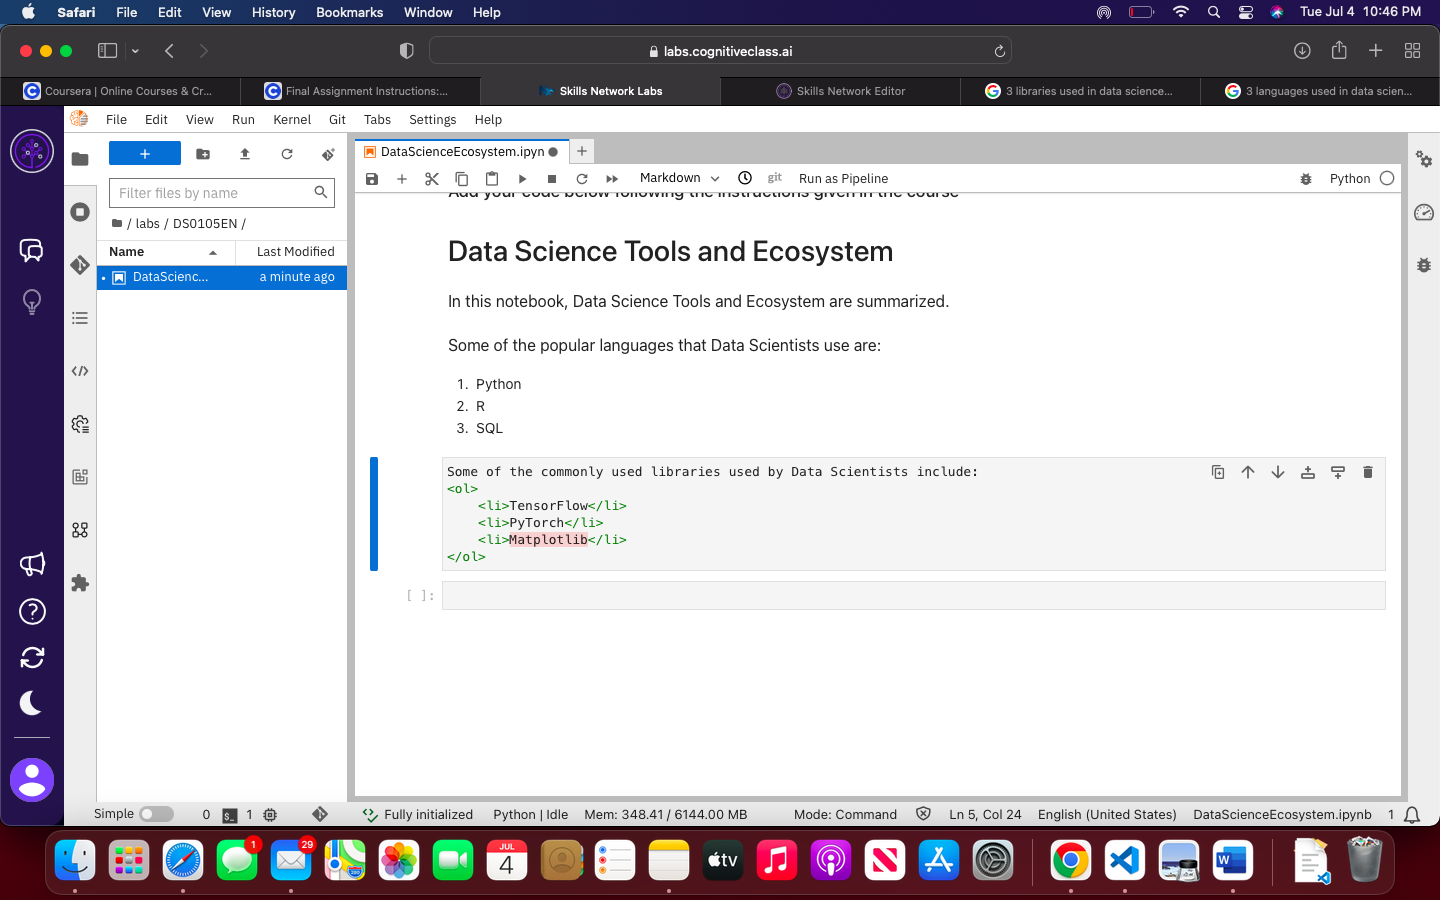 Safari File Edit View History Bookmarks Window Help Tue Jul 4 10:46 PM
labs.cognitiveclass.ai
Coursera | Online Courses & Cr... Final Assignment Instructions:... Skills Network Labs Skills Network Editor 3 libraries used in data science... 3 languages used in data scien...
File Edit View Run Kernel Git Tabs Settings Help
+
DataScienceEcosystem.ipyn
Filter files by name
Markdown git Run as Pipeline Python
/ labs / DS0105EN /
Name Last Modified
DataScienc... a minute ago
Add your code below following the instructions given in the course
Data Science Tools and Ecosystem
In this notebook, Data Science Tools and Ecosystem are summarized.
Some of the popular languages that Data Scientists use are:
1. Python
2. R
3. SQL
Some of the commonly used libraries used by Data Scientists include:
<ol>
<li>TensorFlow</li>
<li>PyTorch</li>
<li>Matplotlib</li>
</ol>
[ ]:
Simple 0 $_ 1 Fully initialized Python | Idle Mem: 348.41 / 6144.00 MB Mode: Command Ln 5, Col 24 English (United States) DataScienceEcosystem.ipynb 1
1 29 JUL 4 tv W